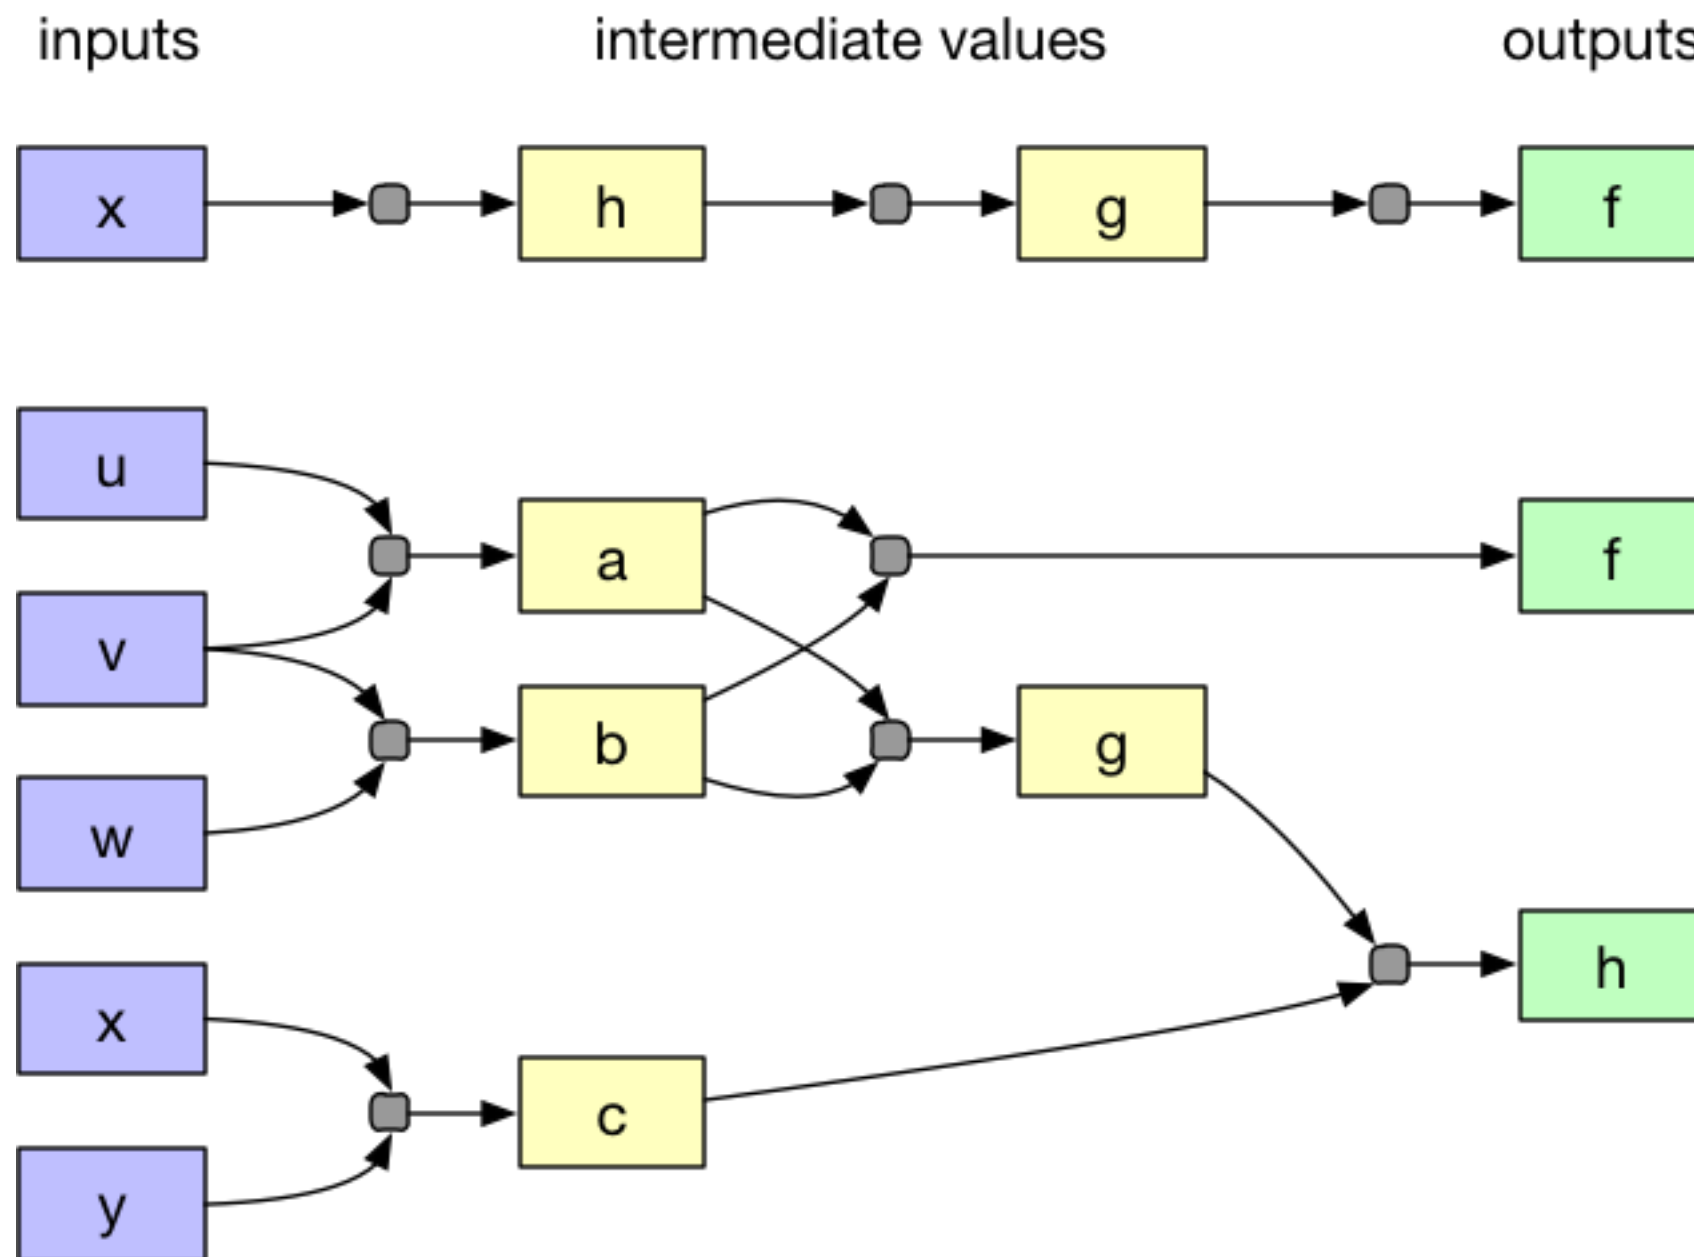 inputs intermediate values outputs
x h g f
u
a f
v
b g
w
h
x
c
y